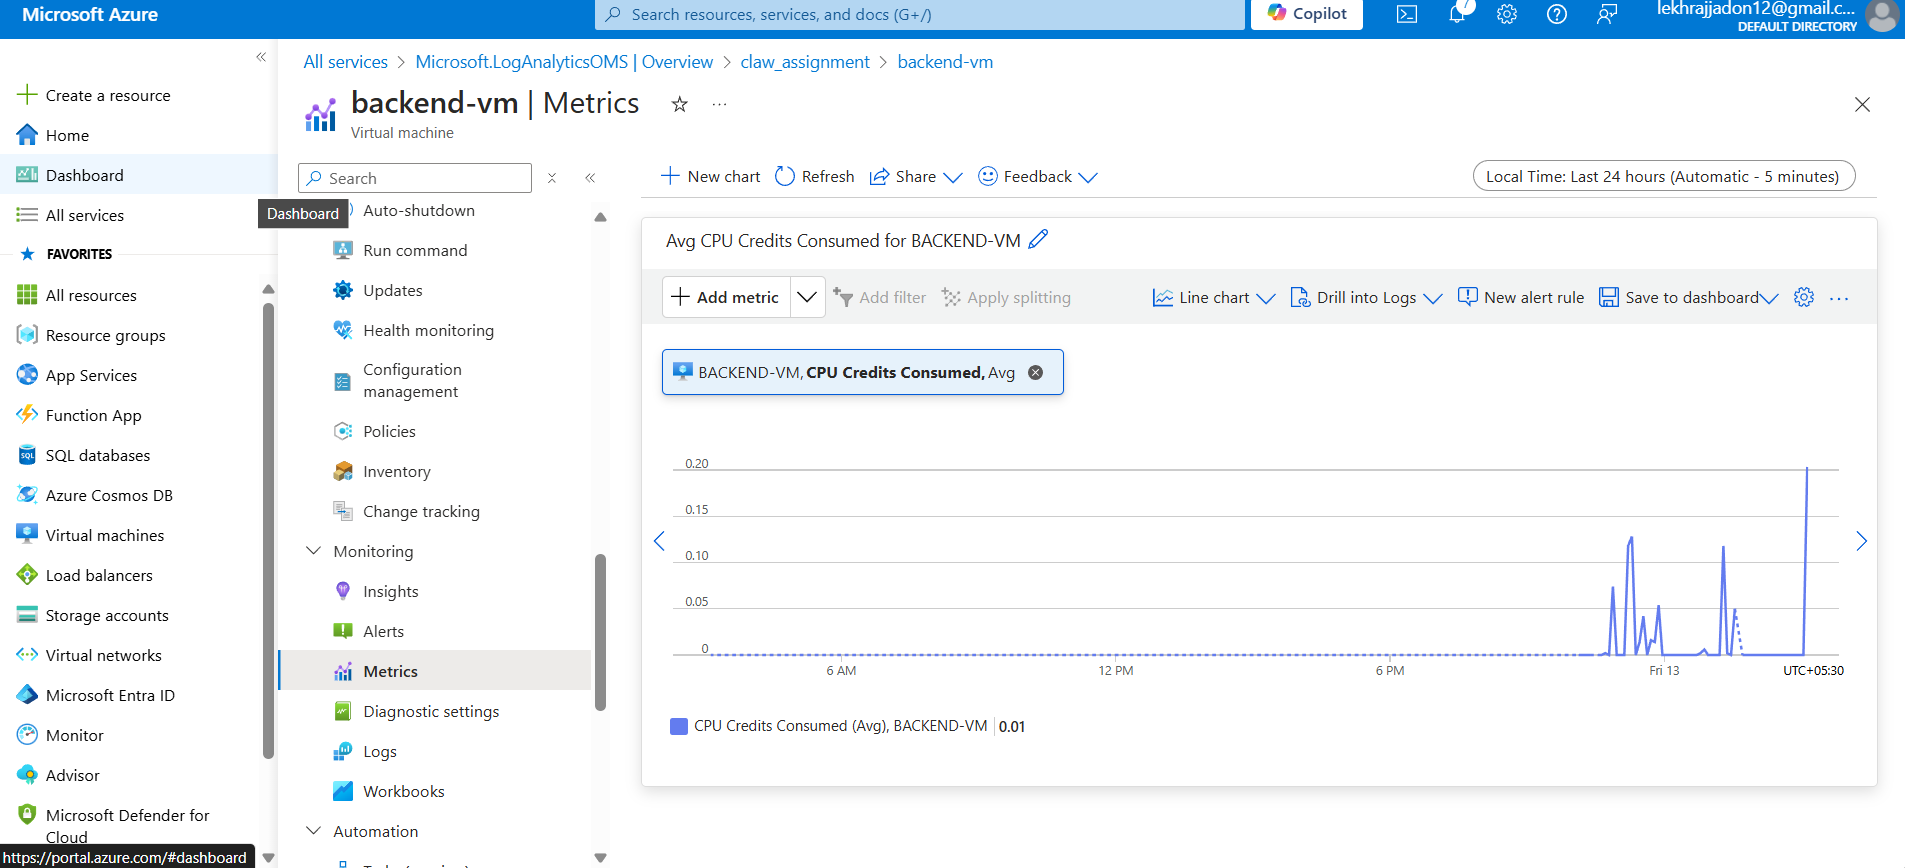 Microsoft Azure
Search resources, services, and docs (G+/)
Copilot
7
lekhrajjadon12@gmail.c...
DEFAULT DIRECTORY
Create a resource
Home
Dashboard
All services
Dashboard
FAVORITES
All resources
Resource groups
App Services
Function App
SQL databases
Azure Cosmos DB
Virtual machines
Load balancers
Storage accounts
Virtual networks
Microsoft Entra ID
Monitor
Advisor
Microsoft Defender for
Cloud
https://portal.azure.com/#dashboard
All services > Microsoft.LogAnalyticsOMS | Overview > claw_assignment > backend-vm
backend-vm | Metrics
Virtual machine
Search
Auto-shutdown
Run command
Updates
Health monitoring
Configuration
management
Policies
Inventory
Change tracking
Monitoring
Insights
Alerts
Metrics
Diagnostic settings
Logs
Workbooks
Automation
New chart Refresh Share Feedback
Local Time: Last 24 hours (Automatic - 5 minutes)
Avg CPU Credits Consumed for BACKEND-VM
Add metric Add filter Apply splitting Line chart Drill into Logs New alert rule Save to dashboard
BACKEND-VM, CPU Credits Consumed, Avg
0.20
0.15
0.10
0.05
0
6 AM 12 PM 6 PM Fri 13 UTC+05:30
CPU Credits Consumed (Avg), BACKEND-VM | 0.01